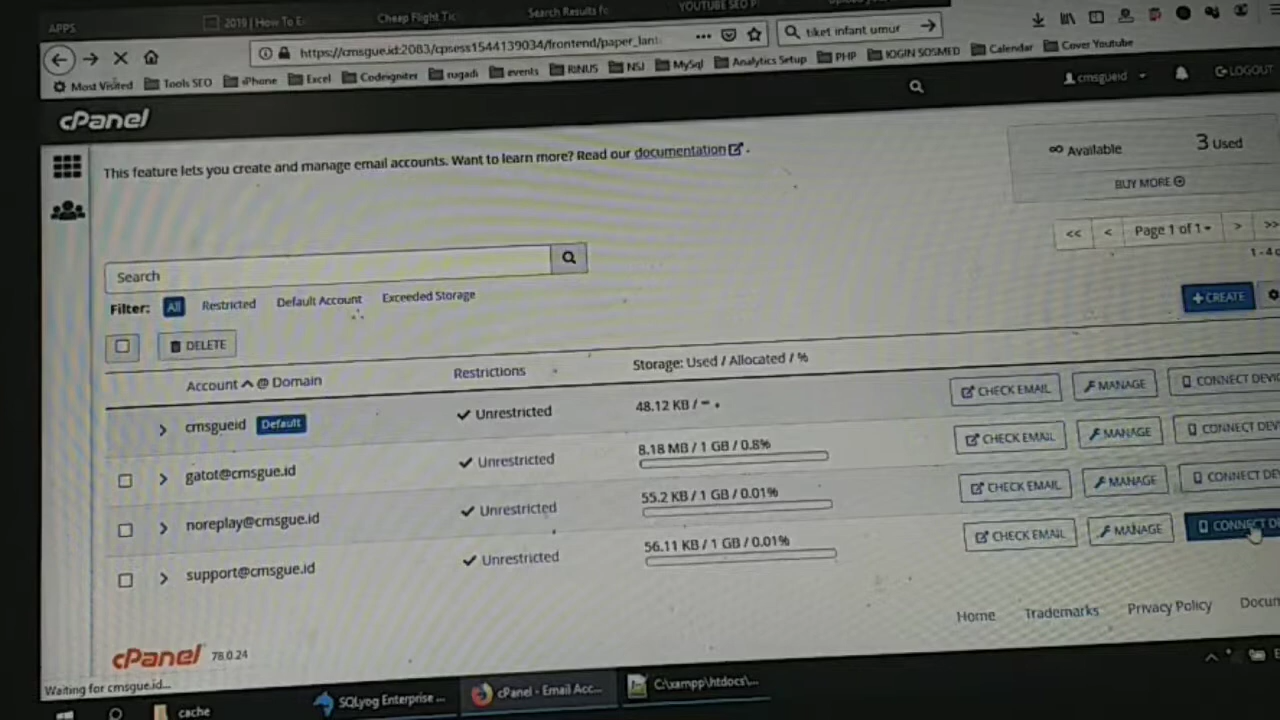 APPS
2019 | How To E
Cheap Flight Tic
Search Results fo
YOUTUBE SEO P
https://cmsgue.id:2083/cpsess1544139034/frontend/paper_lant
tiket infant umur
Most Visited Tools SEO iPhone Excel Codeigniter rugadi events RINUS NSI MySql Analytics Setup PHP lOGIN SOSMED Calendar Cover Youtube
cPanel
cmsgueid
LOGOUT
This feature lets you create and manage email accounts. Want to learn more? Read our documentation .
∞ Available
3 Used
BUY MORE
<< < Page 1 of 1 > >>
Search
1 - 4
Filter: All Restricted Default Account Exceeded Storage
+ CREATE
DELETE
Account @ Domain Restrictions Storage: Used / Allocated / %
cmsgueid Default Unrestricted 48.12 KB / CHECK EMAIL MANAGE CONNECT DEVIC
gatot@cmsgue.id Unrestricted 8.18 MB / 1 GB / 0.8% CHECK EMAIL MANAGE CONNECT DEV
noreplay@cmsgue.id Unrestricted 55.2 KB / 1 GB / 0.01% CHECK EMAIL MANAGE CONNECT DE
support@cmsgue.id Unrestricted 56.11 KB / 1 GB / 0.01% CHECK EMAIL MANAGE CONNECT D
Home Trademarks Privacy Policy Docum
cPanel 78.0.24
Waiting for cmsgue.id...
cache
SQLyog Enterprise ...
cPanel - Email Acc...
C:\xampp\htdocs\...